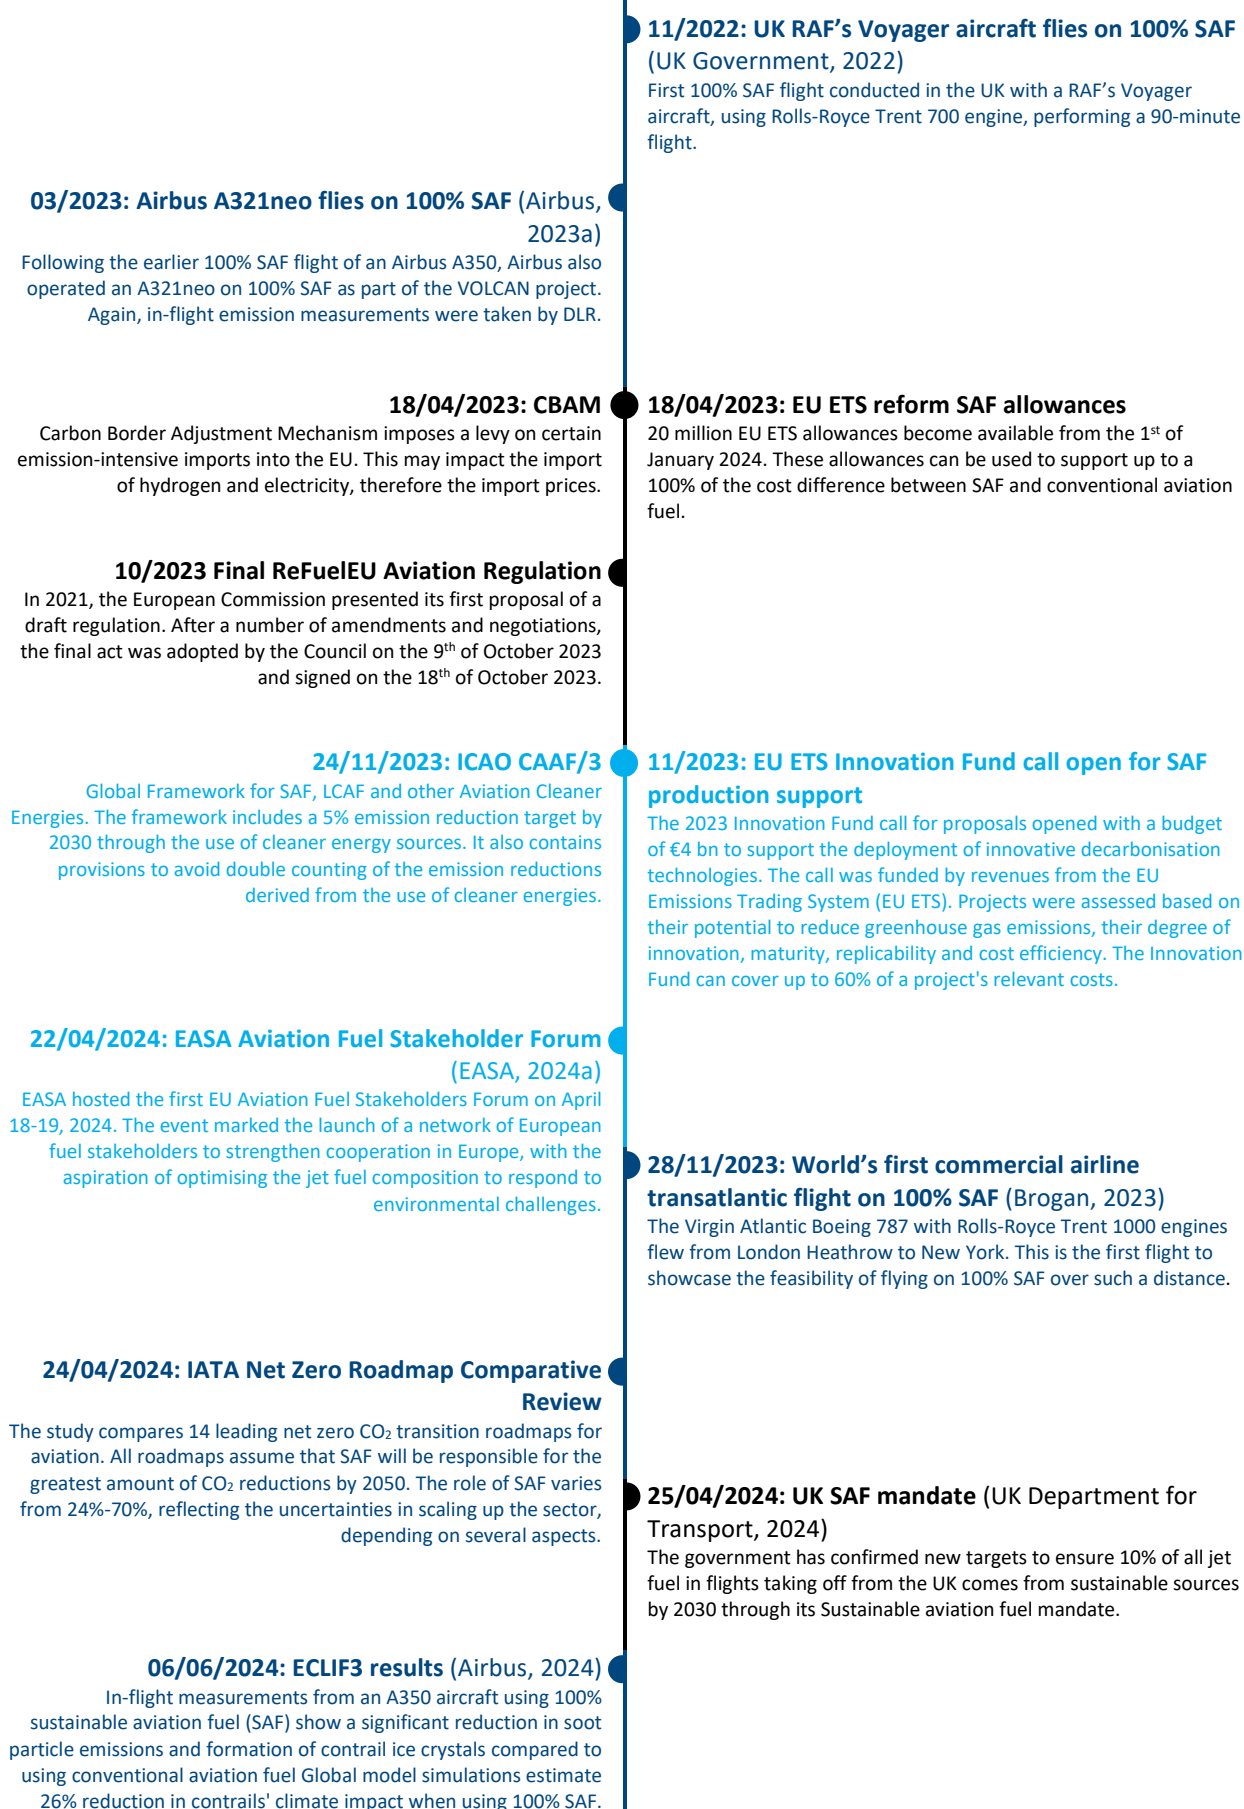 11/2022: UK RAF’s Voyager aircraft flies on 100% SAF
(UK Government, 2022)
First 100% SAF flight conducted in the UK with a RAF’s Voyager
aircraft, using Rolls-Royce Trent 700 engine, performing a 90-minute
flight.
03/2023: Airbus A321neo flies on 100% SAF (Airbus,
2023a)
Following the earlier 100% SAF flight of an Airbus A350, Airbus also
operated an A321neo on 100% SAF as part of the VOLCAN project.
Again, in-flight emission measurements were taken by DLR.
18/04/2023: CBAM
Carbon Border Adjustment Mechanism imposes a levy on certain
emission-intensive imports into the EU. This may impact the import
of hydrogen and electricity, therefore the import prices.
18/04/2023: EU ETS reform SAF allowances
20 million EU ETS allowances become available from the 1st of
January 2024. These allowances can be used to support up to a
100% of the cost difference between SAF and conventional aviation
fuel.
10/2023 Final ReFuelEU Aviation Regulation
In 2021, the European Commission presented its first proposal of a
draft regulation. After a number of amendments and negotiations,
the final act was adopted by the Council on the 9th of October 2023
and signed on the 18th of October 2023.
24/11/2023: ICAO CAAF/3
Global Framework for SAF, LCAF and other Aviation Cleaner
Energies. The framework includes a 5% emission reduction target by
2030 through the use of cleaner energy sources. It also contains
provisions to avoid double counting of the emission reductions
derived from the use of cleaner energies.
11/2023: EU ETS Innovation Fund call open for SAF
production support
The 2023 Innovation Fund call for proposals opened with a budget
of €4 bn to support the deployment of innovative decarbonisation
technologies. The call was funded by revenues from the EU
Emissions Trading System (EU ETS). Projects were assessed based on
their potential to reduce greenhouse gas emissions, their degree of
innovation, maturity, replicability and cost efficiency. The Innovation
Fund can cover up to 60% of a project's relevant costs.
22/04/2024: EASA Aviation Fuel Stakeholder Forum
(EASA, 2024a)
EASA hosted the first EU Aviation Fuel Stakeholders Forum on April
18-19, 2024. The event marked the launch of a network of European
fuel stakeholders to strengthen cooperation in Europe, with the
aspiration of optimising the jet fuel composition to respond to
environmental challenges.
28/11/2023: World’s first commercial airline
transatlantic flight on 100% SAF (Brogan, 2023)
The Virgin Atlantic Boeing 787 with Rolls-Royce Trent 1000 engines
flew from London Heathrow to New York. This is the first flight to
showcase the feasibility of flying on 100% SAF over such a distance.
24/04/2024: IATA Net Zero Roadmap Comparative
Review
The study compares 14 leading net zero CO2 transition roadmaps for
aviation. All roadmaps assume that SAF will be responsible for the
greatest amount of CO2 reductions by 2050. The role of SAF varies
from 24%-70%, reflecting the uncertainties in scaling up the sector,
depending on several aspects.
25/04/2024: UK SAF mandate (UK Department for
Transport, 2024)
The government has confirmed new targets to ensure 10% of all jet
fuel in flights taking off from the UK comes from sustainable sources
by 2030 through its Sustainable aviation fuel mandate.
06/06/2024: ECLIF3 results (Airbus, 2024)
In-flight measurements from an A350 aircraft using 100%
sustainable aviation fuel (SAF) show a significant reduction in soot
particle emissions and formation of contrail ice crystals compared to
using conventional aviation fuel Global model simulations estimate
26% reduction in contrails' climate impact when using 100% SAF.